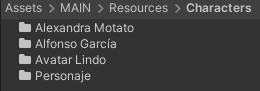 Assets > MAIN > Resources > Characters
Alexandra Motato
Alfonso García
Avatar Lindo
Personaje